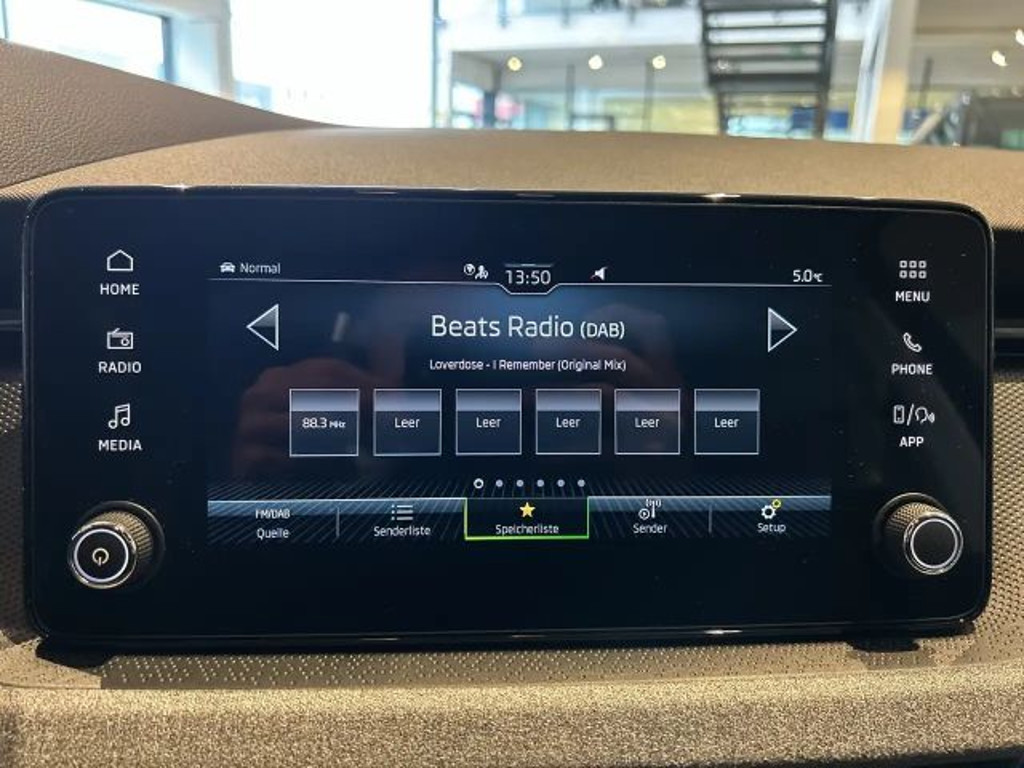 Normal
13:50
5.0°C
HOME
RADIO
MEDIA
MENU
PHONE
APP
Beats Radio (DAB)
Loverdose - I Remember (Original Mix)
88.3 MHz
Leer
Leer
Leer
Leer
Leer
FM/DAB
Quelle
Senderliste
Speicherliste
Sender
Setup